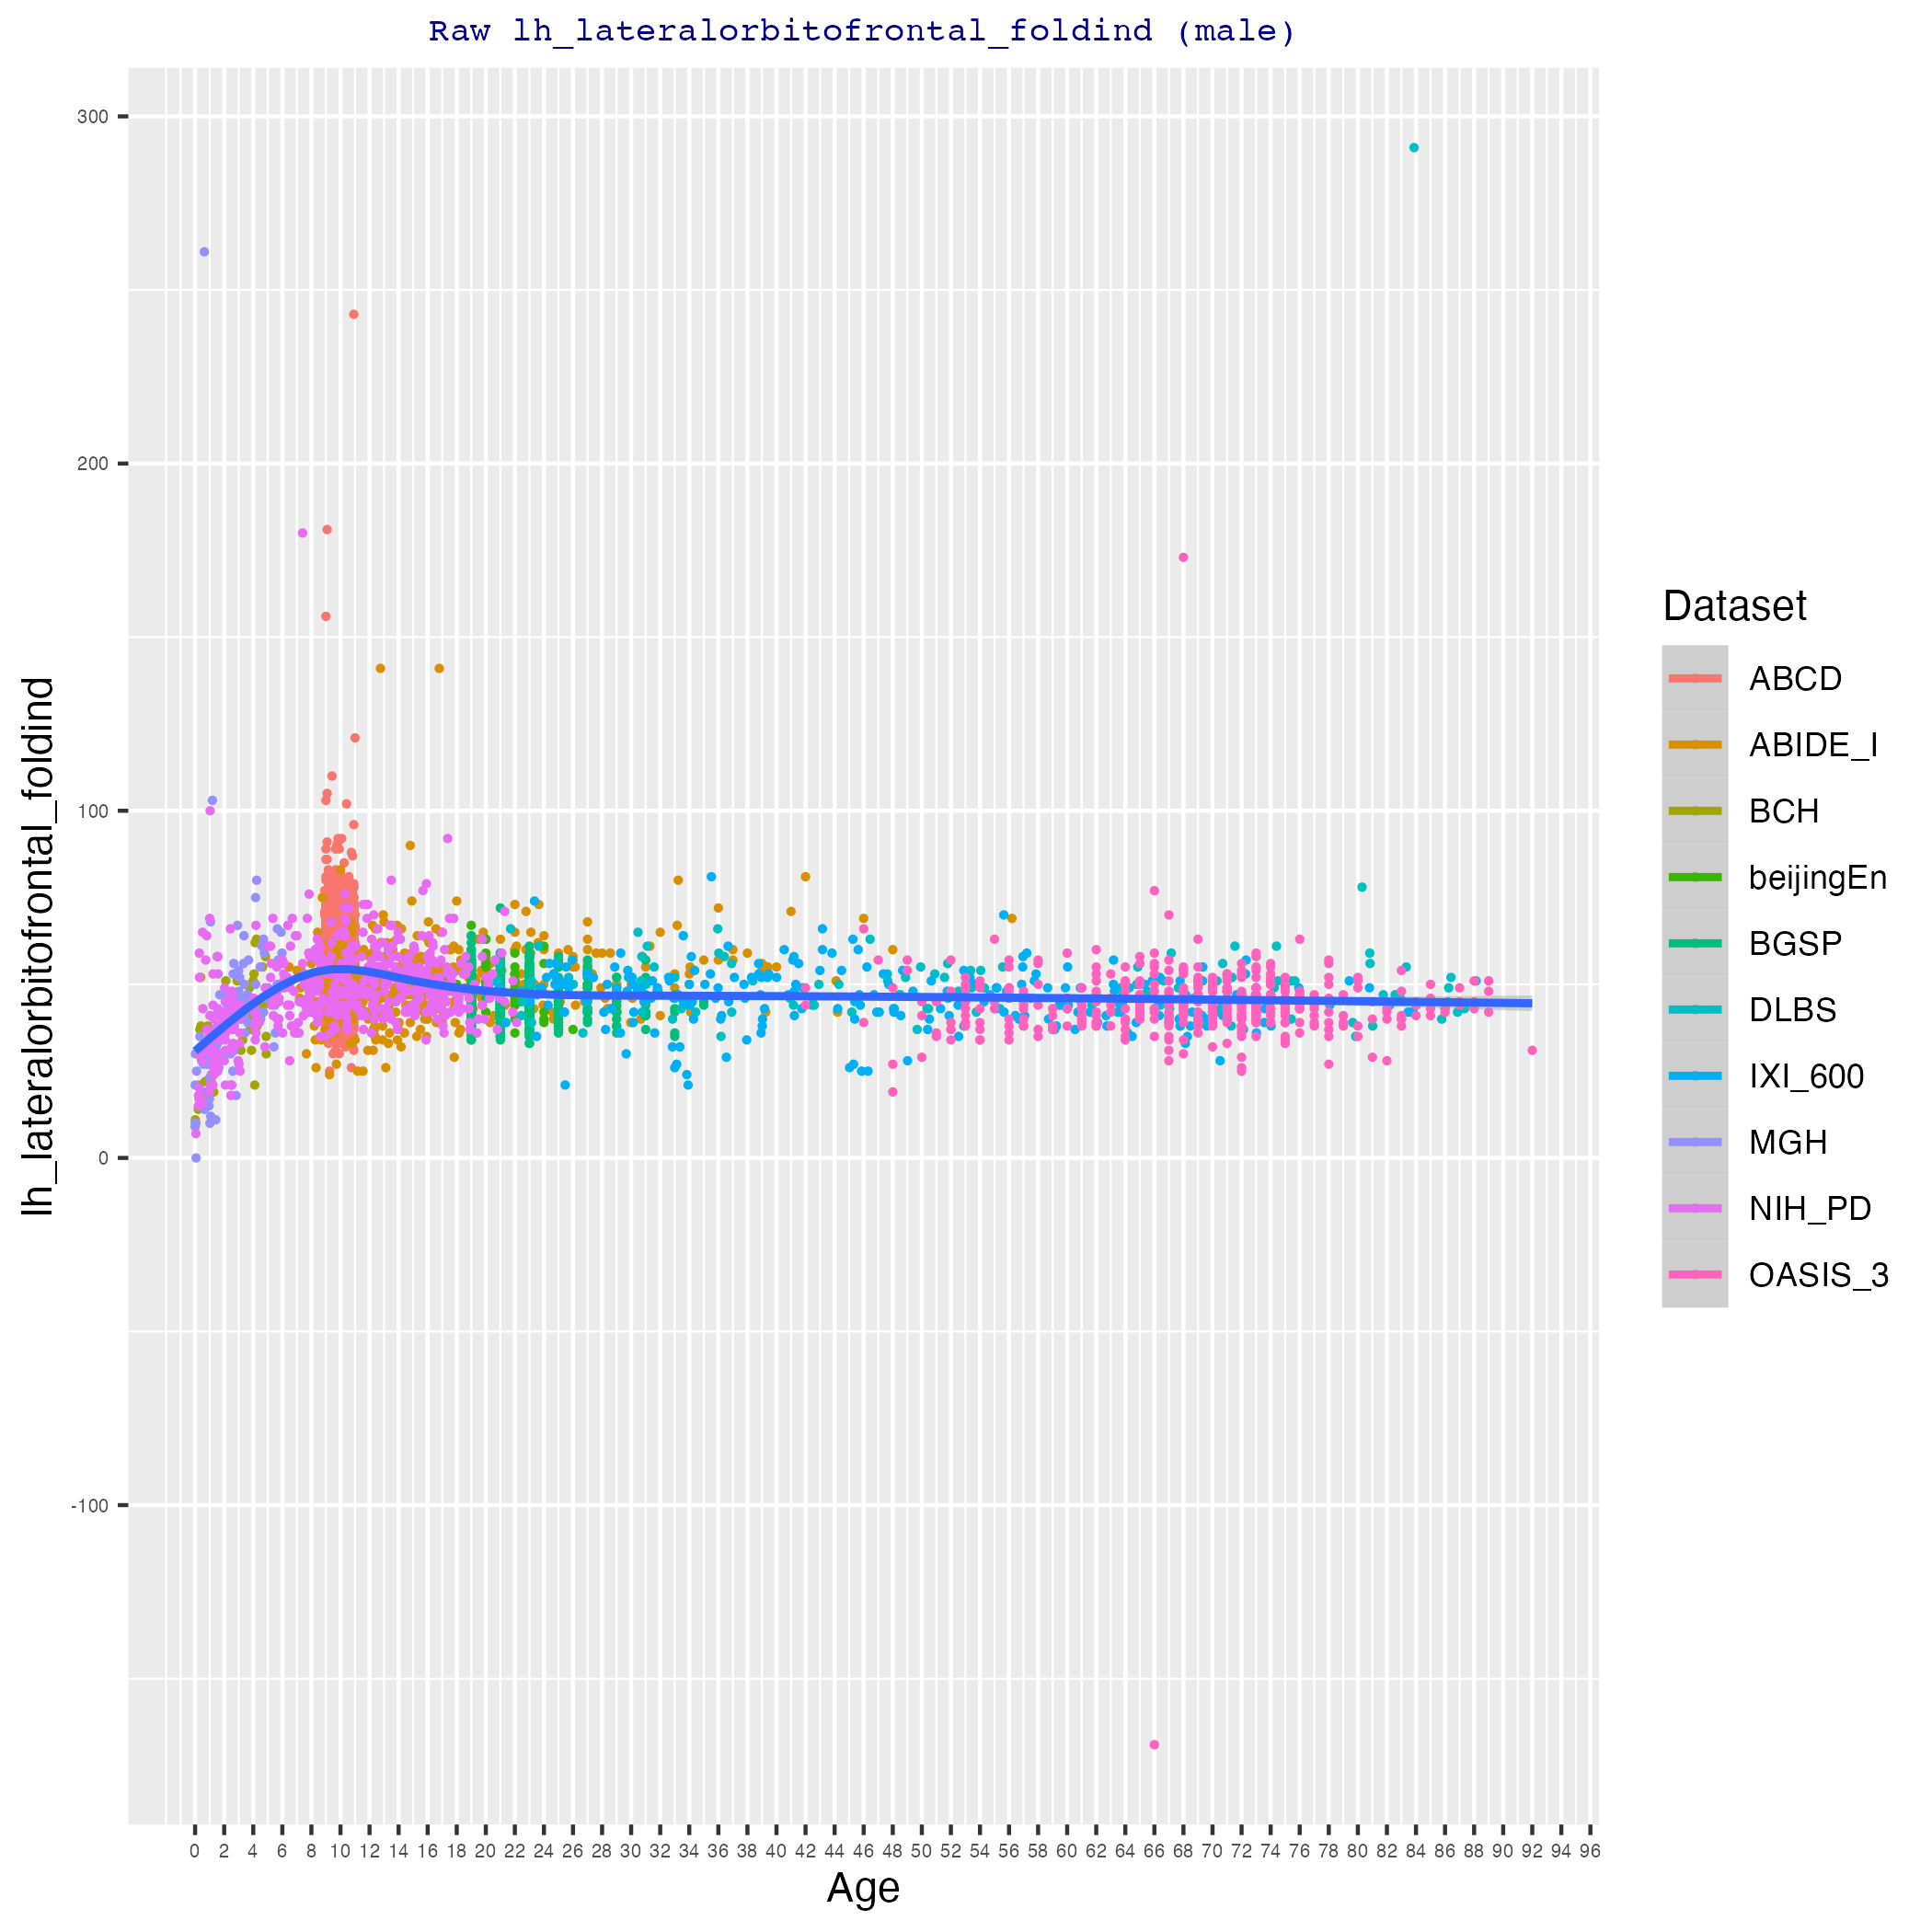 Raw lh_lateralorbitofrontal_foldind (male)
lh_lateralorbitofrontal_foldind
300
200
100
0
-100
0 2 4 6 8 10 12 14 16 18 20 22 24 26 28 30 32 34 36 38 40 42 44 46 48 50 52 54 56 58 60 62 64 66 68 70 72 74 76 78 80 82 84 86 88 90 92 94 96
Age
Dataset
ABCD
ABIDE_I
BCH
beijingEn
BGSP
DLBS
IXI_600
MGH
NIH_PD
OASIS_3